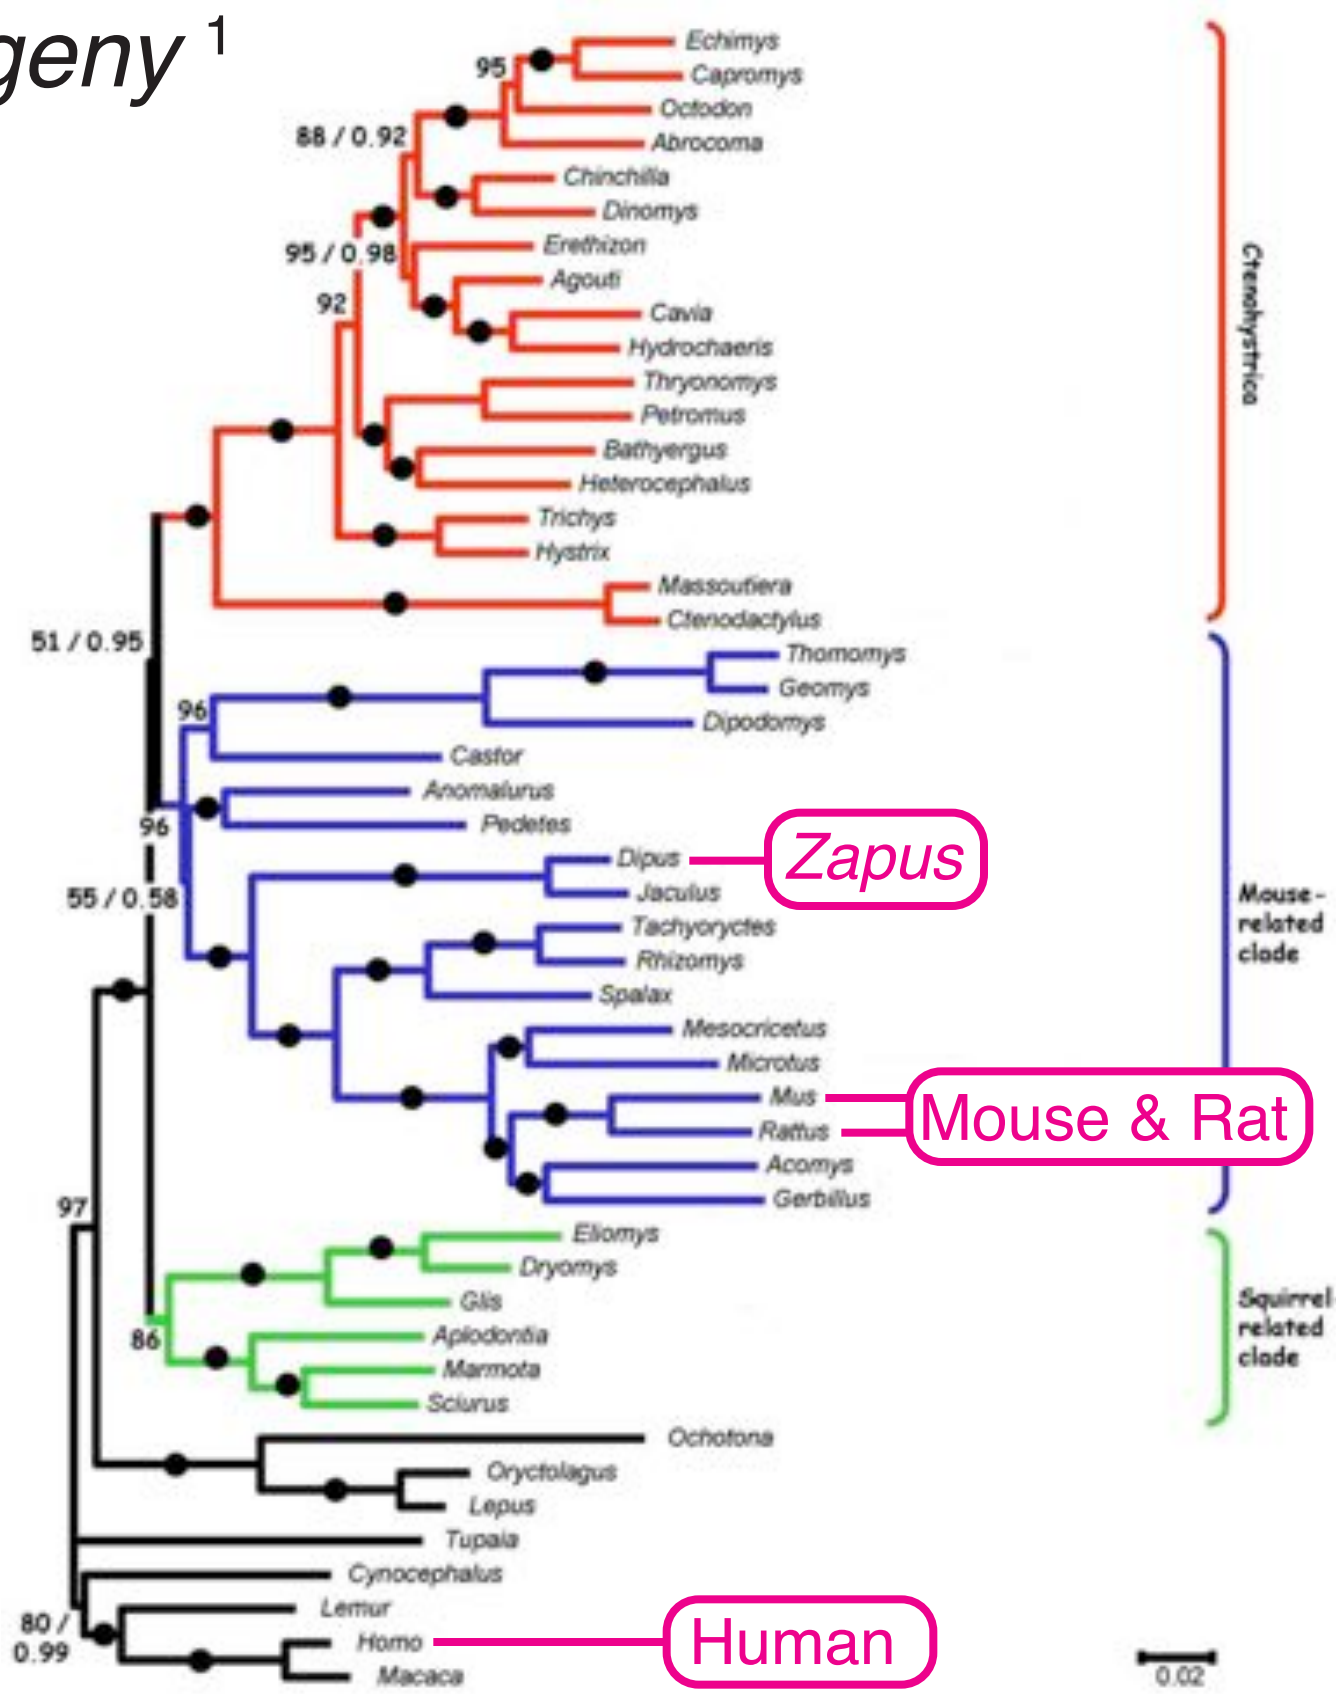 geny 1
Echimys
95
Capromys
Octodon
88 / 0.92
Abrocoma
Chinchilla
Dinomys
Erethizon
95 / 0.98
Agouti
92
Cavia
Hydrochaeris
Ctenohystrica
Thryonomys
Petromus
Bathyergus
Heterocephalus
Trichys
Hystrix
Massoutiera
Ctenodactylus
51 / 0.95
Thomomys
Geomys
96
Dipodomys
Castor
Anomalurus
Pedetes
96
Dipus
Zapus
Jaculus
55 / 0.58
Mouse-
related
clade
Tachyoryctes
Rhizomys
Spalax
Mesocricetus
Microtus
Mus
Mouse & Rat
Rattus
Acomys
Gerbillus
97
Eliomys
Dryomys
Glis
Squirrel
related
clade
86
Aplodontia
Marmota
Sciurus
Ochotona
Oryctolagus
Lepus
Tupaia
Cynocephalus
Lemur
80 /
0.99
Homo
Human
Macaca
0.02